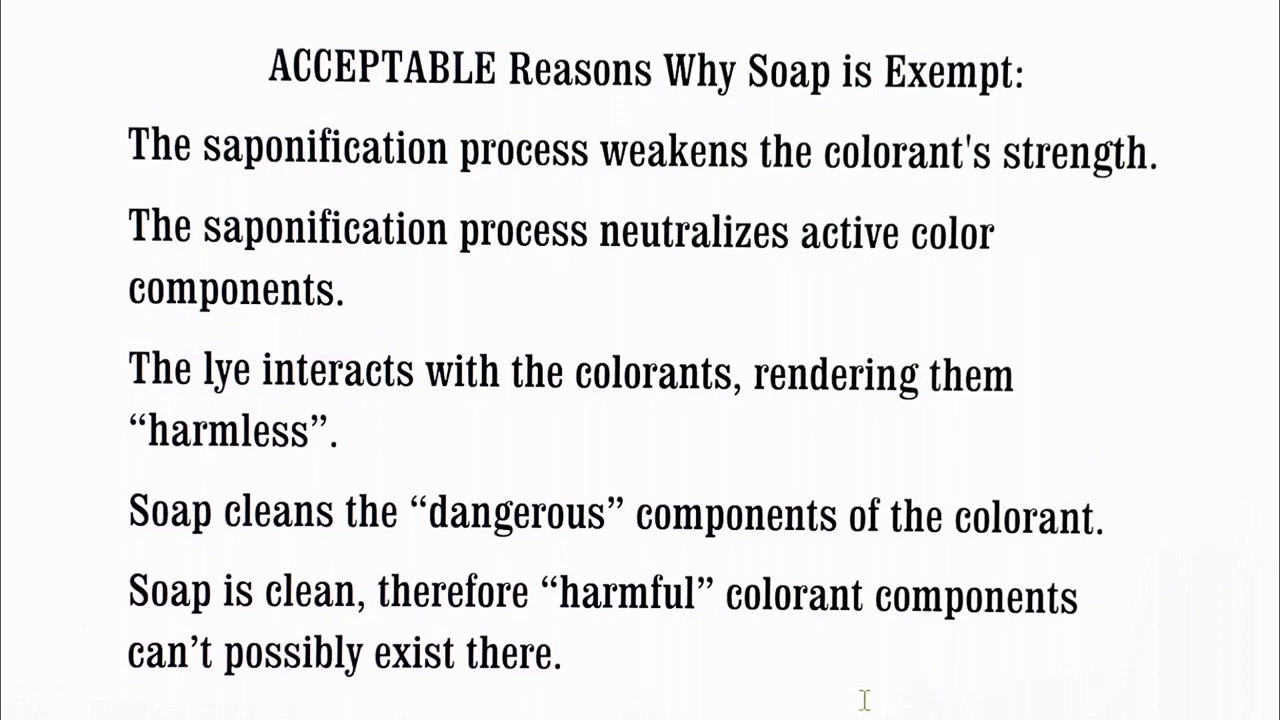 ACCEPTABLE Reasons Why Soap is Exempt:
The saponification process weakens the colorant's strength.
The saponification process neutralizes active color
components.
The lye interacts with the colorants, rendering them
“harmless”.
Soap cleans the “dangerous” components of the colorant.
Soap is clean, therefore “harmful” colorant components
can’t possibly exist there.